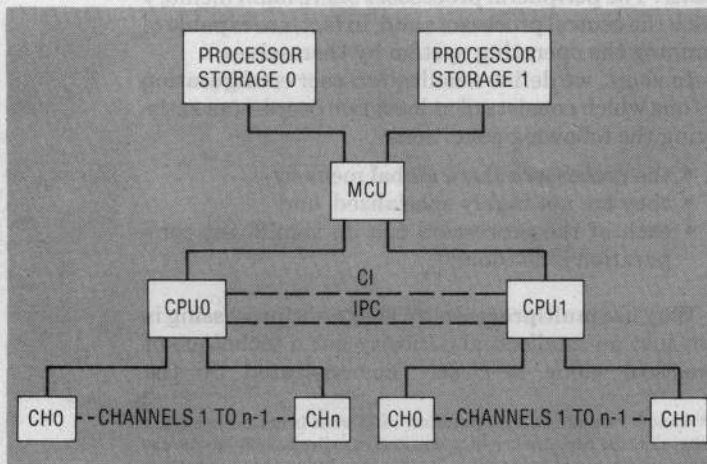 PROCESSOR
STORAGE 0
PROCESSOR
STORAGE 1
MCU
CI
CPU0
IPC
CPU1
CH0
CHANNELS 1 TO n-1
CHn
CH0
CHANNELS 1 TO n-1
CHn